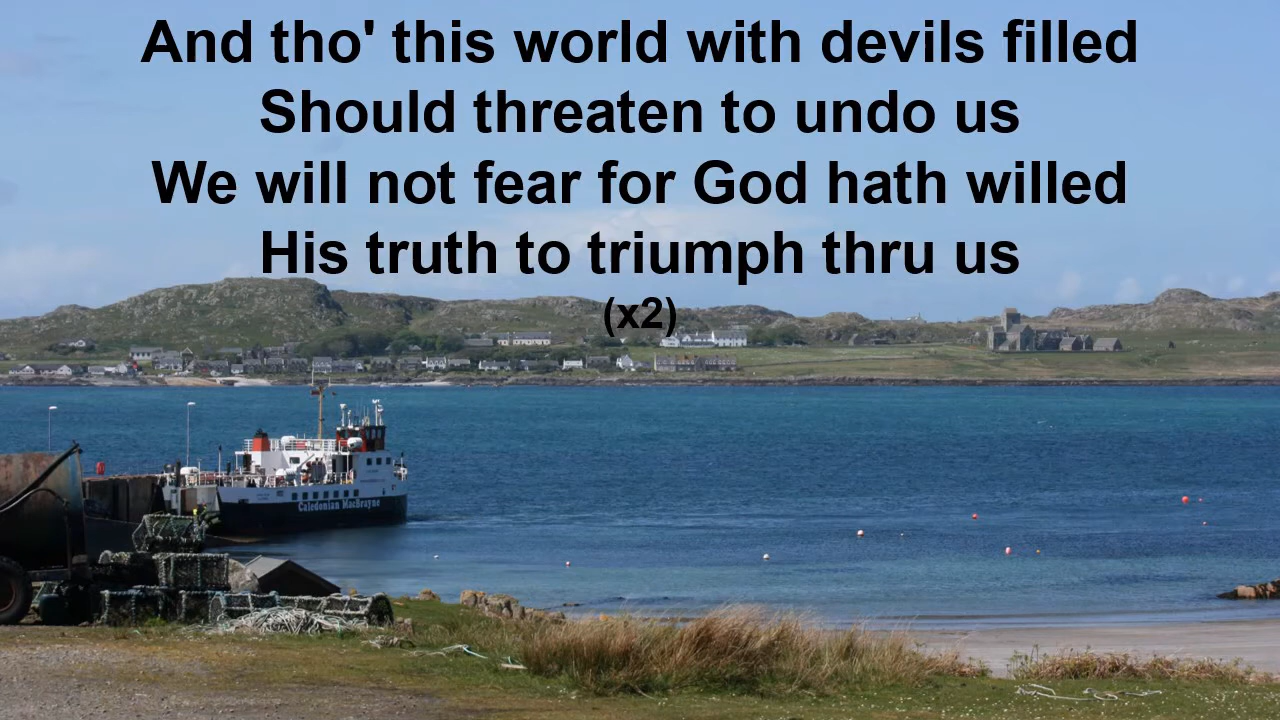 And tho' this world with devils filled
Should threaten to undo us
We will not fear for God hath willed
His truth to triumph thru us
(x2)
Caledonian MacBrayne